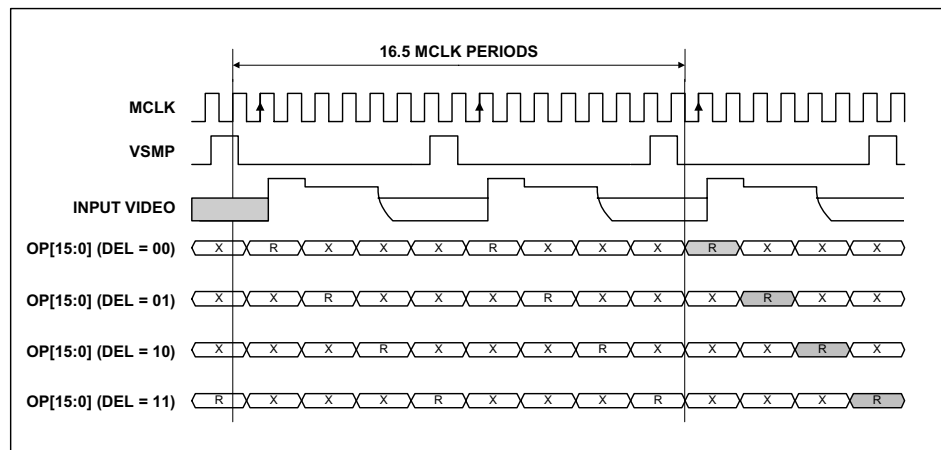 16.5 MCLK PERIODS
MCLK
VSMP
INPUT VIDEO
OP[15:0] (DEL = 00) X R X X X R X X X R X X X
OP[15:0] (DEL = 01) X X R X X X R X X X R X X
OP[15:0] (DEL = 10) X X X R X X X R X X X R X
OP[15:0] (DEL = 11) R X X X R X X X R X X X R